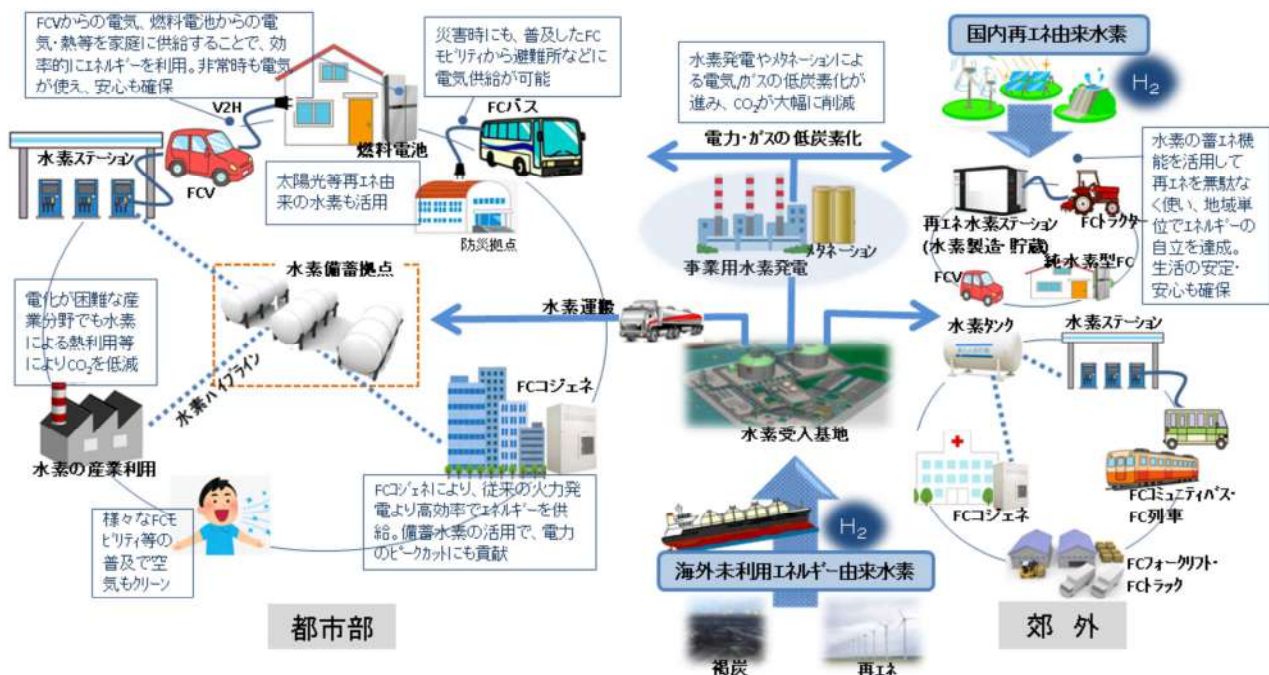 FCVからの電気、燃料電池からの電
気・熱等を家庭に供給することで、効
率的にエネルギーを利用。非常時も電気
が使え、安心も確保
V2H
災害時にも、普及したFC
モビリティから避難所などに
電気供給が可能
FCバス
水素ステーション
FCV
燃料電池
太陽光等再エネ由
来の水素も活用
防災拠点
水素備蓄拠点
電化が困難な産
業分野でも水素
による熱利用等
によりCO₂を低減
水素パイプライン
水素の産業利用
FCコジェネ
様々なFCモ
ビリティ等の
普及で空
気もクリーン
FCコジェネにより、従来の火力発
電より高効率でエネルギーを供
給。備蓄水素の活用で、電力
のピークカットにも貢献
都市部
水素発電やメタネーションによ
る電気/ガスの低炭素化が
進み、CO₂が大幅に削減
電力・ガスの低炭素化
メタネーション
事業用水素発電
水素運搬
水素受入基地
H₂
海外未利用エネルギー由来水素
褐炭
再エネ
国内再エネ由来水素
H₂
水素の蓄エネ機
能を活用して
再エネを無駄な
く使い、地域単
位でエネルギーの
自立を達成。
生活の安定・
安心も確保
再エネ水素ステーション
(水素製造・貯蔵)
FCトラクター
FCV
純水素型FC
水素タンク
水素ステーション
FCコジェネ
FCコミュニティバス・
FC列車
FCフォークリフト・
FCトラック
郊 外